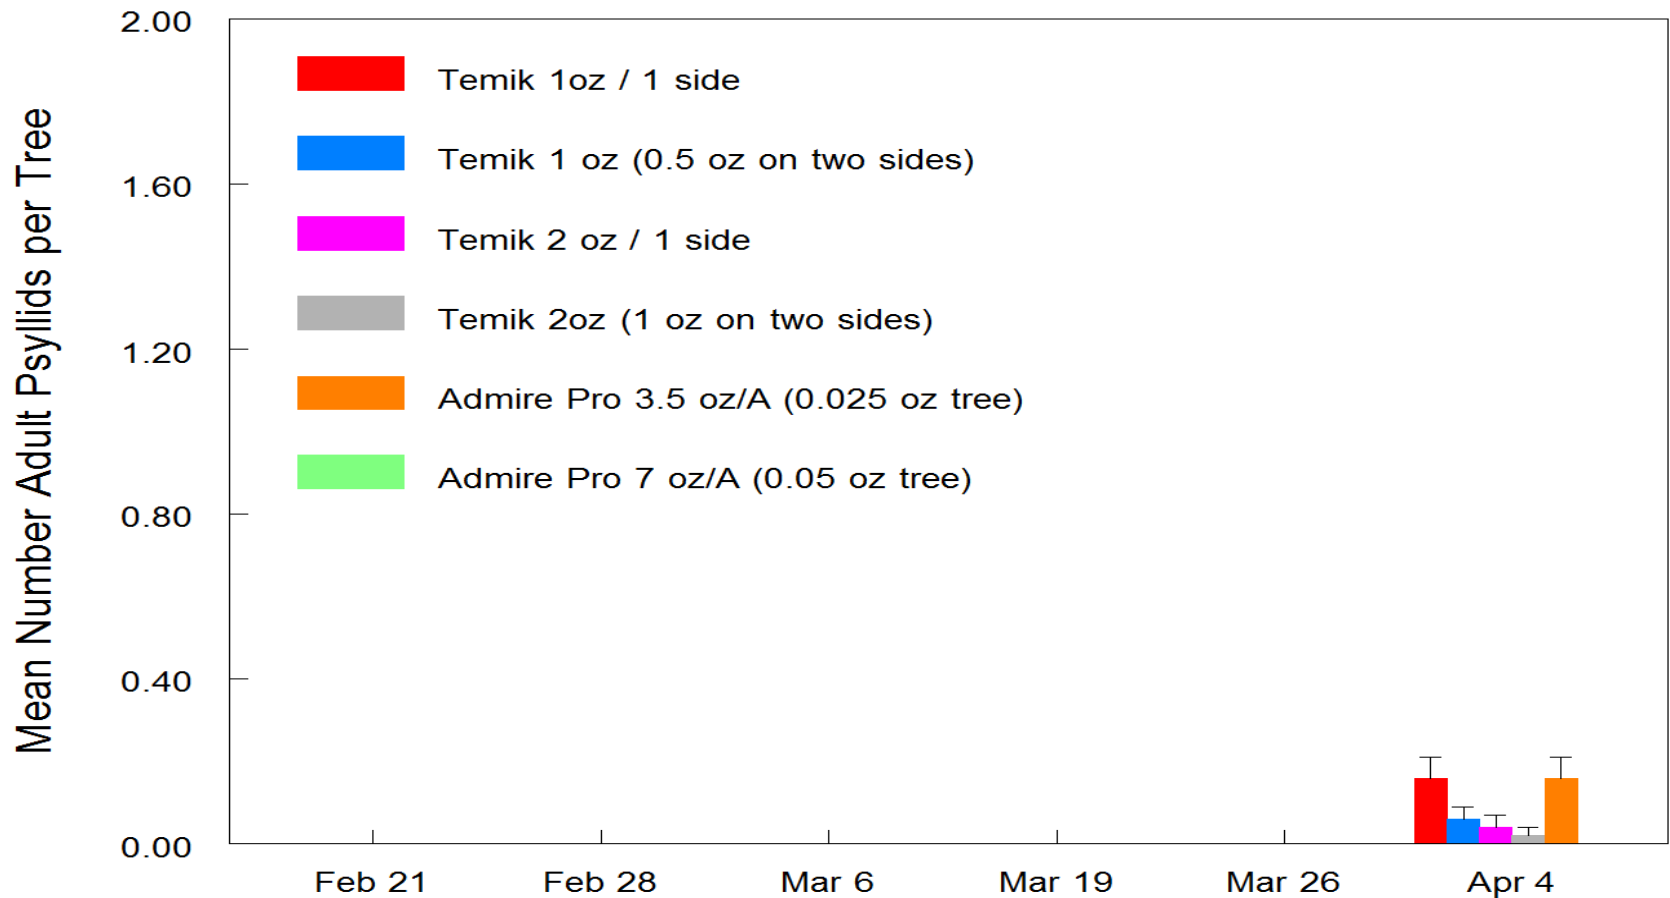 Mean Number Adult Psyllids per Tree
2.00
1.60
1.20
0.80
0.40
0.00
Temik 1oz / 1 side
Temik 1 oz (0.5 oz on two sides)
Temik 2 oz / 1 side
Temik 2oz (1 oz on two sides)
Admire Pro 3.5 oz/A (0.025 oz tree)
Admire Pro 7 oz/A (0.05 oz tree)
Feb 21
Feb 28
Mar 6
Mar 19
Mar 26
Apr 4